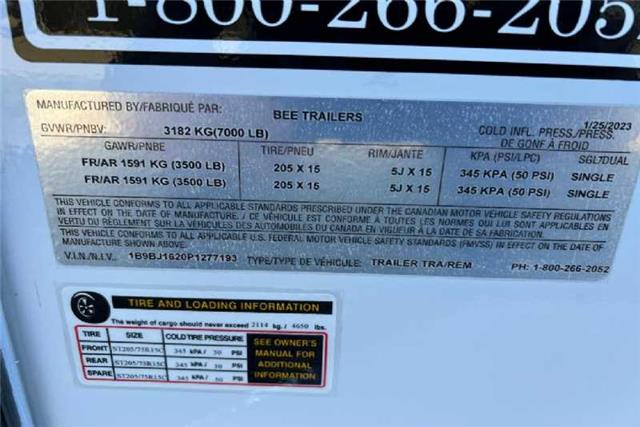 1-800-266-2052
MANUFACTURED BY/FABRIQUÉ PAR: BEE TRAILERS 1/25/2023
GVWR/PNBV: 3182 KG(7000 LB) COLD INFL. PRESS/PRESS. DE GONF À FROID
GAWR/PNBE TIRE/PNEU RIM/JANTE KPA (PSI/LPC) SGL?DUAL
FR/AR 1591 KG (3500 LB) 205 X 15 5J X 15 345 KPA (50 PSI) SINGLE
FR/AR 1591 KG (3500 LB) 205 X 15 5J X 15 345 KPA (50 PSI) SINGLE
THIS VEHICLE CONFORMS TO ALL APPLICABLE STANDARDS PRESCRIBED UNDER THE CANADIAN MOTOR VEHICLE SAFETY REGULATIONS
IN EFFECT ON THE DATE OF MANUFACTURE. / CE VÉHICULE EST CONFORME À TOUTES LES NORMES QUI LUI SONT APPLICABLES EN
VERTU DU RÈGLEMENT SUR LA SÉCURITÉ DES VÉHICULES AUTOMOBILES DU CANADA EN VIGUEUR À LA DATE DE SA FABRICATION.
THIS VEHICLE CONFORMS TO ALL APPLICABLE U.S. FEDERAL MOTOR VEHICLE SAFETY STANDARDS (FMVSS) IN EFFECT ON THE DATE OF
MANUFACTURE SHOWN ABOVE.
V.I.N./N.I.V. 1B9BJ1620P1277193 TYPE/TYPE DE VÉHICULE: TRAILER TRA/REM PH: 1-800-266-2052
TIRE AND LOADING INFORMATION
The weight of cargo should never exceed 2114 kg. / 4650 lbs.
TIRE SIZE COLD TIRE PRESSURE SEE OWNER'S
FRONT ST205/75R15C 345 KPA / 50 PSI MANUAL FOR
REAR ST205/75R15C 345 KPA / 50 PSI ADDITIONAL
SPARE ST205/75R15C 345 KPA / 50 PSI INFORMATION